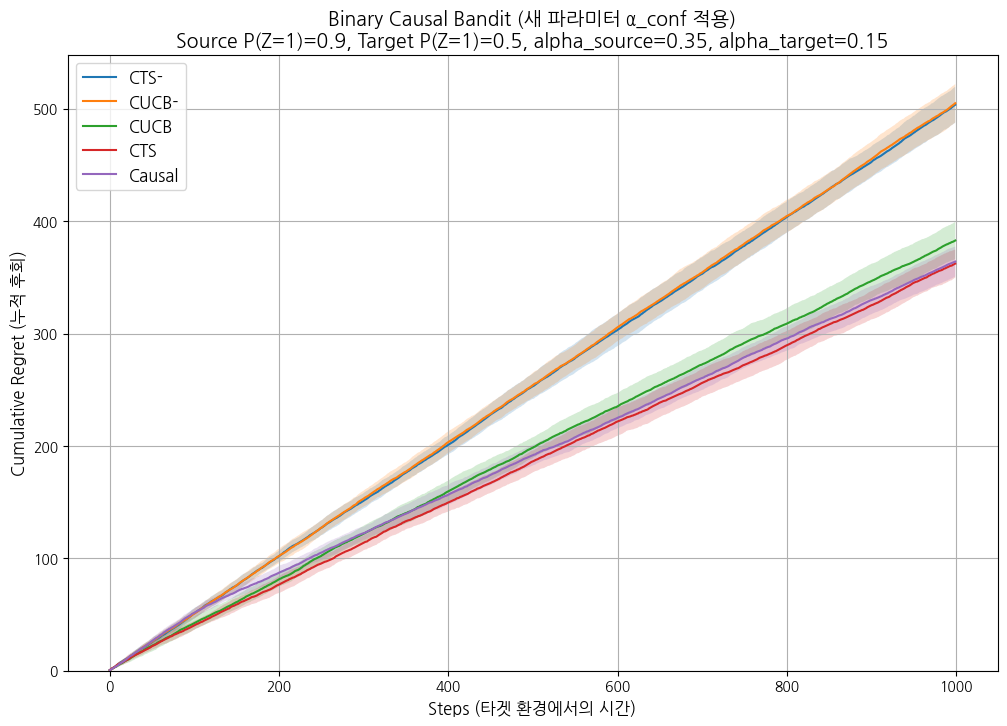 Binary Causal Bandit (새 파라미터 α_conf 적용)
Source P(Z=1)=0.9, Target P(Z=1)=0.5, alpha_source=0.35, alpha_target=0.15
CTS-
CUCB-
CUCB
CTS
Causal
Cumulative Regret (누적 후회)
500
400
300
200
100
0
0 200 400 600 800 1000
Steps (타겟 환경에서의 시간)